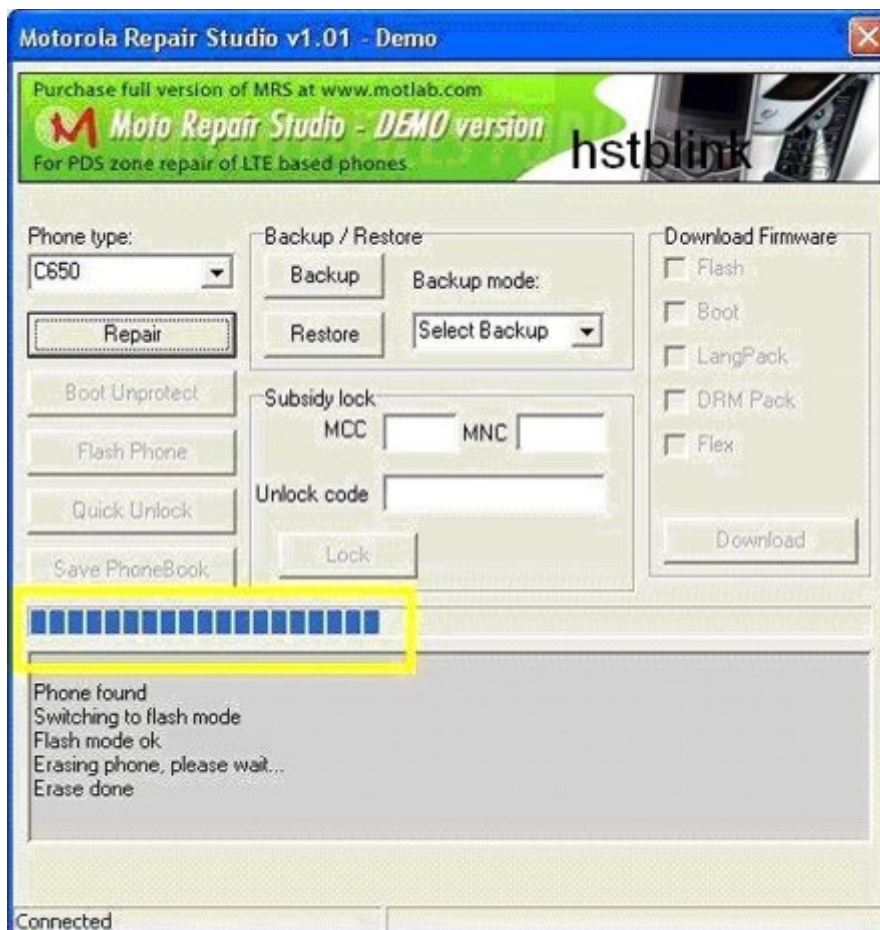 Motorola Repair Studio v1.01 - Demo
Purchase full version of MRS at www.motlab.com
Moto Repair Studio - DEMO version
hstblink
For PDS zone repair of LTE based phones
Phone type:
C650
Repair
Boot Unprotect
Flash Phone
Quick Unlock
Save PhoneBook
Backup / Restore
Backup
Backup mode:
Restore
Select Backup
Subsidy lock
MCC
MNC
Unlock code
Lock
Download Firmware
Flash
Boot
LangPack
DRM Pack
Flex
Download
Phone found
Switching to flash mode
Flash mode ok
Erasing phone, please wait...
Erase done
Connected